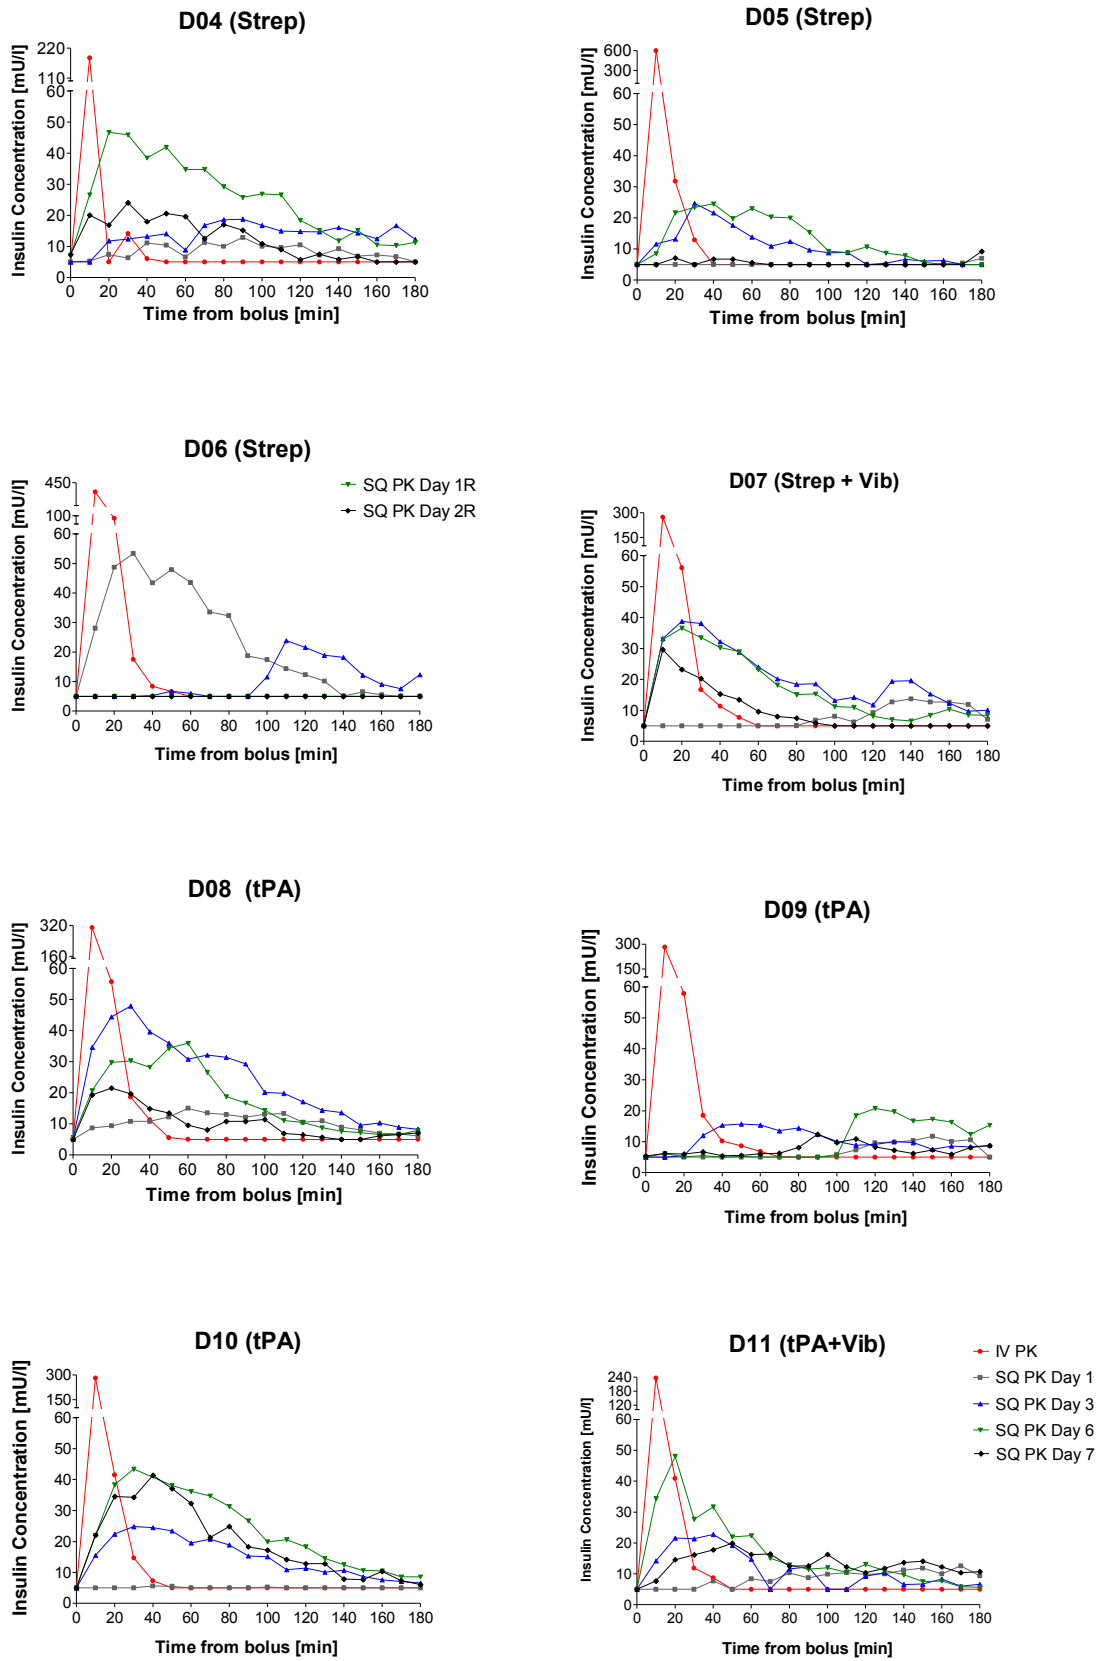 D04 (Strep)
Insulin Concentration [mU/l]
220
110
60
50
40
30
20
10
0
0 20 40 60 80 100 120 140 160 180
Time from bolus [min]
D05 (Strep)
Insulin Concentration [mU/l]
600
300
60
50
40
30
20
10
0
0 20 40 60 80 100 120 140 160 180
Time from bolus [min]
D06 (Strep)
Insulin Concentration [mU/l]
450
100
60
50
40
30
20
10
0
0 20 40 60 80 100 120 140 160 180
Time from bolus [min]
SQ PK Day 1R
SQ PK Day 2R
D07 (Strep + Vib)
Insulin Concentration [mU/l]
300
150
60
50
40
30
20
10
0
0 20 40 60 80 100 120 140 160 180
Time from bolus [min]
D08 (tPA)
Insulin Concentration [mU/l]
320
160
60
50
40
30
20
10
0
0 20 40 60 80 100 120 140 160 180
Time from bolus [min]
D09 (tPA)
Insulin Concentration [mU/l]
300
150
60
50
40
30
20
10
0
0 20 40 60 80 100 120 140 160 180
Time from bolus [min]
D10 (tPA)
Insulin Concentration [mU/l]
300
150
60
50
40
30
20
10
0
0 20 40 60 80 100 120 140 160 180
Time from bolus [min]
D11 (tPA+Vib)
Insulin Concentration [mU/l]
240
180
120
60
50
40
30
20
10
0
0 20 40 60 80 100 120 140 160 180
Time from bolus [min]
IV PK
SQ PK Day 1
SQ PK Day 3
SQ PK Day 6
SQ PK Day 7